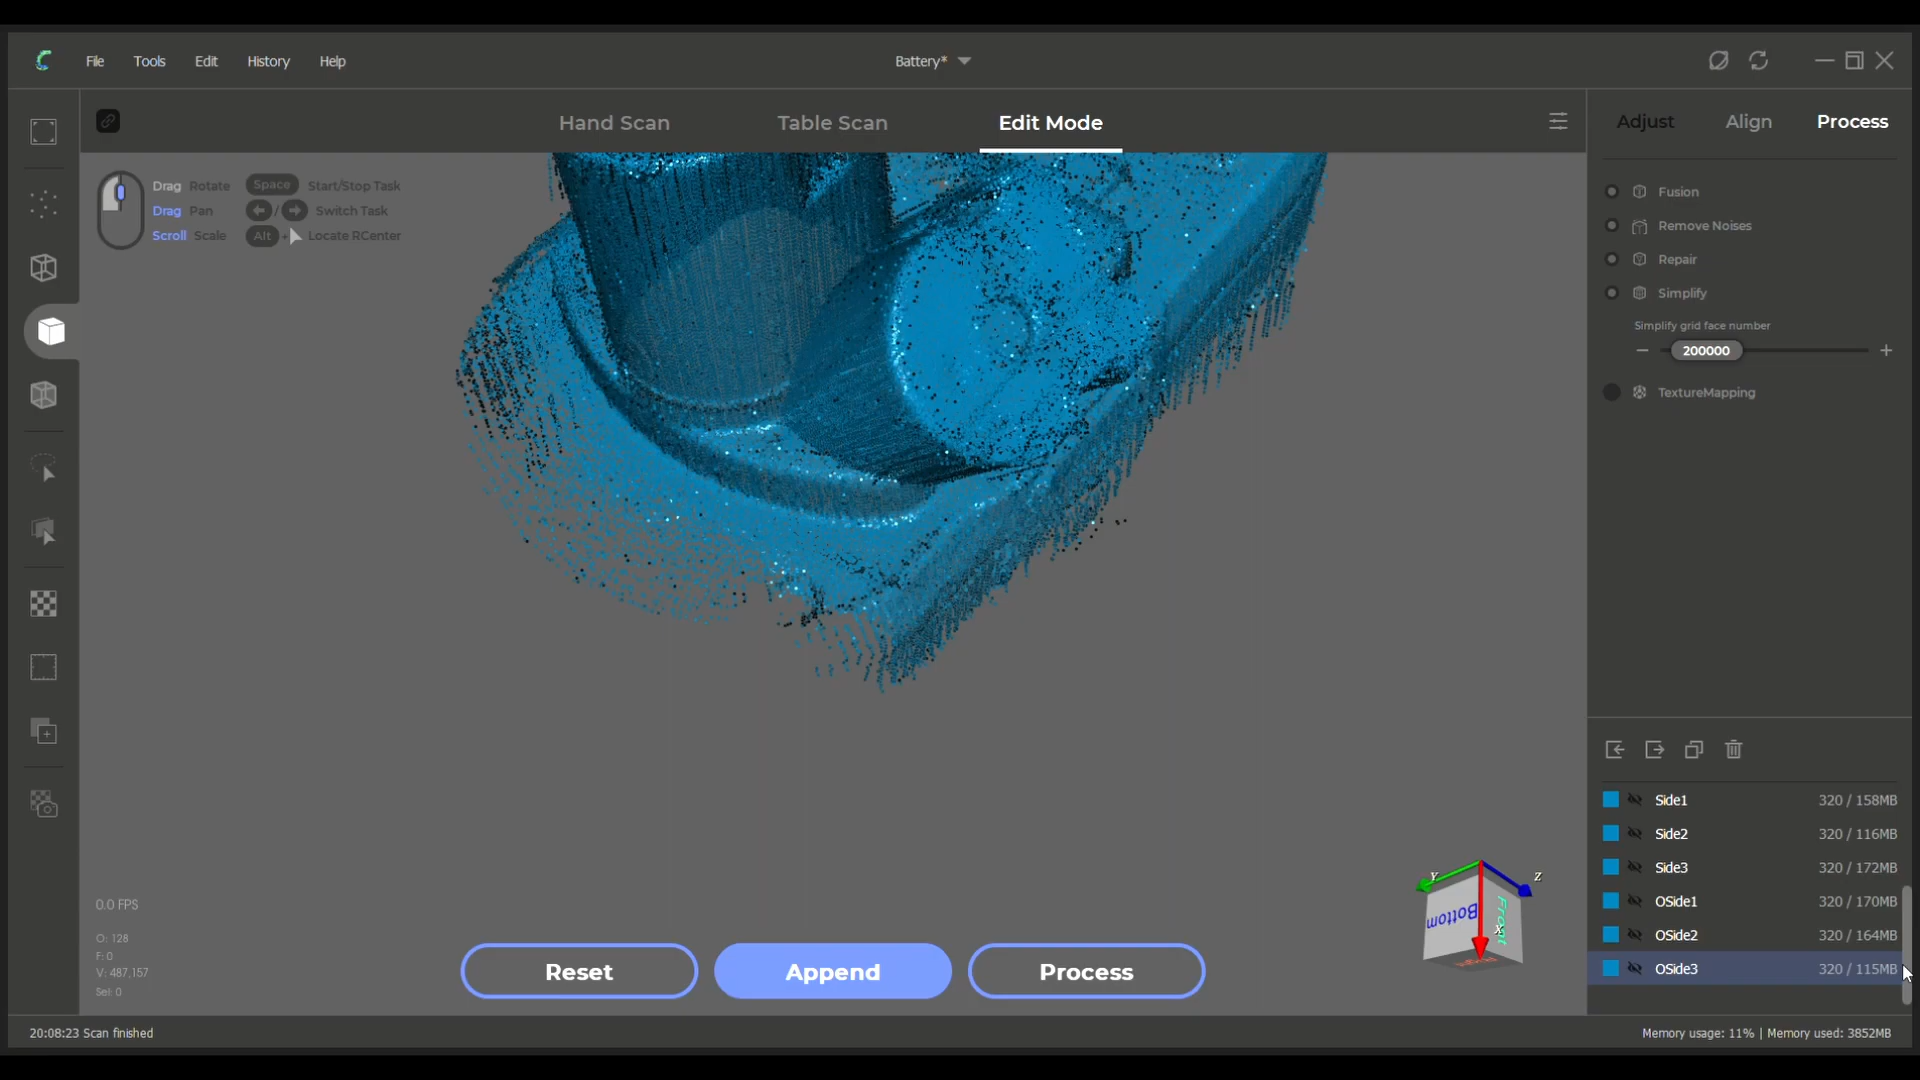 File Tools Edit History Help
Battery*
Hand Scan Table Scan Edit Mode
Adjust Align Process
Drag Rotate Space Start/Stop Task
Drag Pan / Switch Task
Scroll Scale Alt + Locate RCenter
Fusion
Remove Noises
Repair
Simplify
Simplify grid face number
− 200000 +
TextureMapping
Side1 320 / 158MB
Side2 320 / 116MB
Side3 320 / 172MB
OSide1 320 / 170MB
OSide2 320 / 164MB
OSide3 320 / 115MB
Y Z
Bottom Front X
Right
0.0 FPS
O: 128
F: 0
V: 487,157
Sel: 0
Reset Append Process
20:08:23 Scan finished
Memory usage: 11% | Memory used: 3852MB